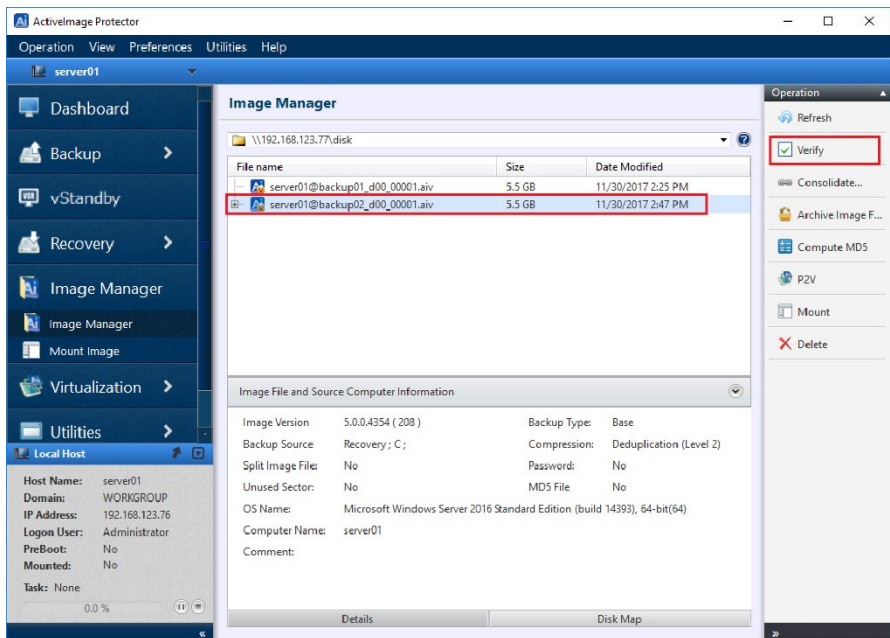 ActiveImage Protector
Operation View Preferences Utilities Help
server01
Dashboard
Backup
vStandby
Recovery
Image Manager
Image Manager
Mount Image
Virtualization
Utilities
Local Host
Host Name: server01
Domain: WORKGROUP
IP Address: 192.168.123.76
Logon User: Administrator
PreBoot: No
Mounted: No
Task: None
0.0 %
Image Manager
\\192.168.123.77\disk
File name Size Date Modified
server01@backup01_d00_00001.aiv 5.5 GB 11/30/2017 2:25 PM
server01@backup02_d00_00001.aiv 5.5 GB 11/30/2017 2:47 PM
Image File and Source Computer Information
Image Version 5.0.0.4354 ( 208 ) Backup Type: Base
Backup Source Recovery ; C ; Compression: Deduplication (Level 2)
Split Image File: No Password: No
Unused Sector: No MD5 File No
OS Name: Microsoft Windows Server 2016 Standard Edition (build 14393), 64-bit(64)
Computer Name: server01
Comment:
Details Disk Map
Operation
Refresh
Verify
Consolidate...
Archive Image F...
Compute MD5
P2V
Mount
Delete